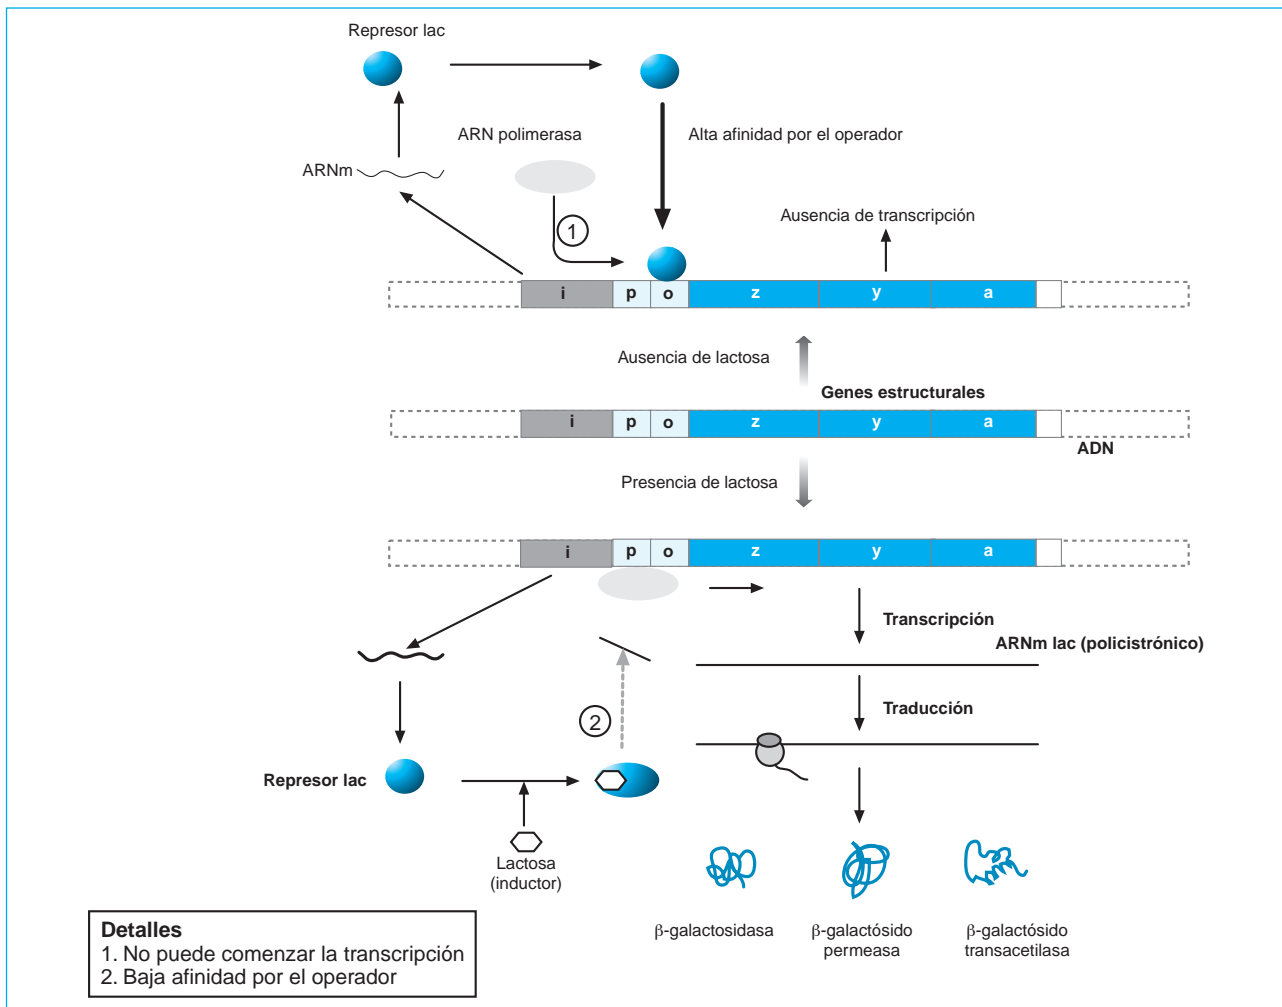 Represor lac
ARN polimerasa
Alta afinidad por el operador
ARNm
Ausencia de transcripción
1
i p o z y a
Ausencia de lactosa
Genes estructurales
i p o z y a
ADN
Presencia de lactosa
i p o z y a
Transcripción
ARNm lac (policistrónico)
2
Traducción
Represor lac
Lactosa
(inductor)
β-galactosidasa
β-galactósido
permeasa
β-galactósido
transacetilasa
Detalles
1. No puede comenzar la transcripción
2. Baja afinidad por el operador